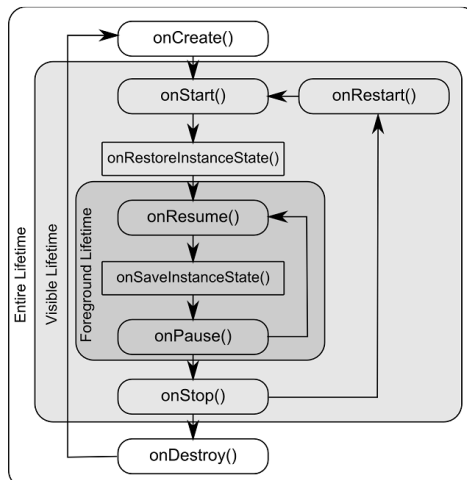 onCreate()
onStart()
onRestart()
onRestoreInstanceState()
onResume()
onSaveInstanceState()
onPause()
onStop()
onDestroy()
Entire Lifetime
Visible Lifetime
Foreground Lifetime